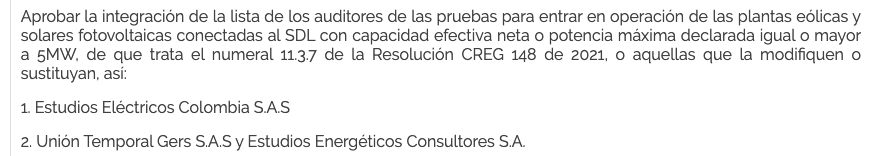 Aprobar la integración de la lista de los auditores de las pruebas para entrar en operación de las plantas eólicas y
solares fotovoltaicas conectadas al SDL con capacidad efectiva neta o potencia máxima declarada igual o mayor
a 5MW, de que trata el numeral 11.3.7 de la Resolución CREG 148 de 2021, o aquellas que la modifiquen o
sustituyan, así:
1. Estudios Eléctricos Colombia S.A.S
2. Unión Temporal Gers S.A.S y Estudios Energéticos Consultores S.A.